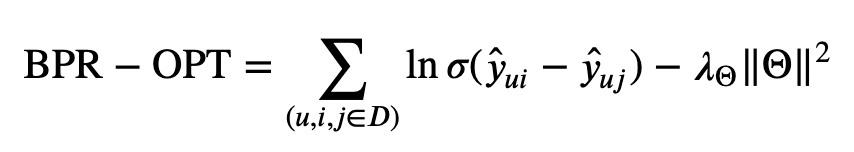 BPR − OPT = ∑_{(u,i,j∈D)} ln σ(ŷ_{ui} − ŷ_{uj}) − λ_Θ‖Θ‖²